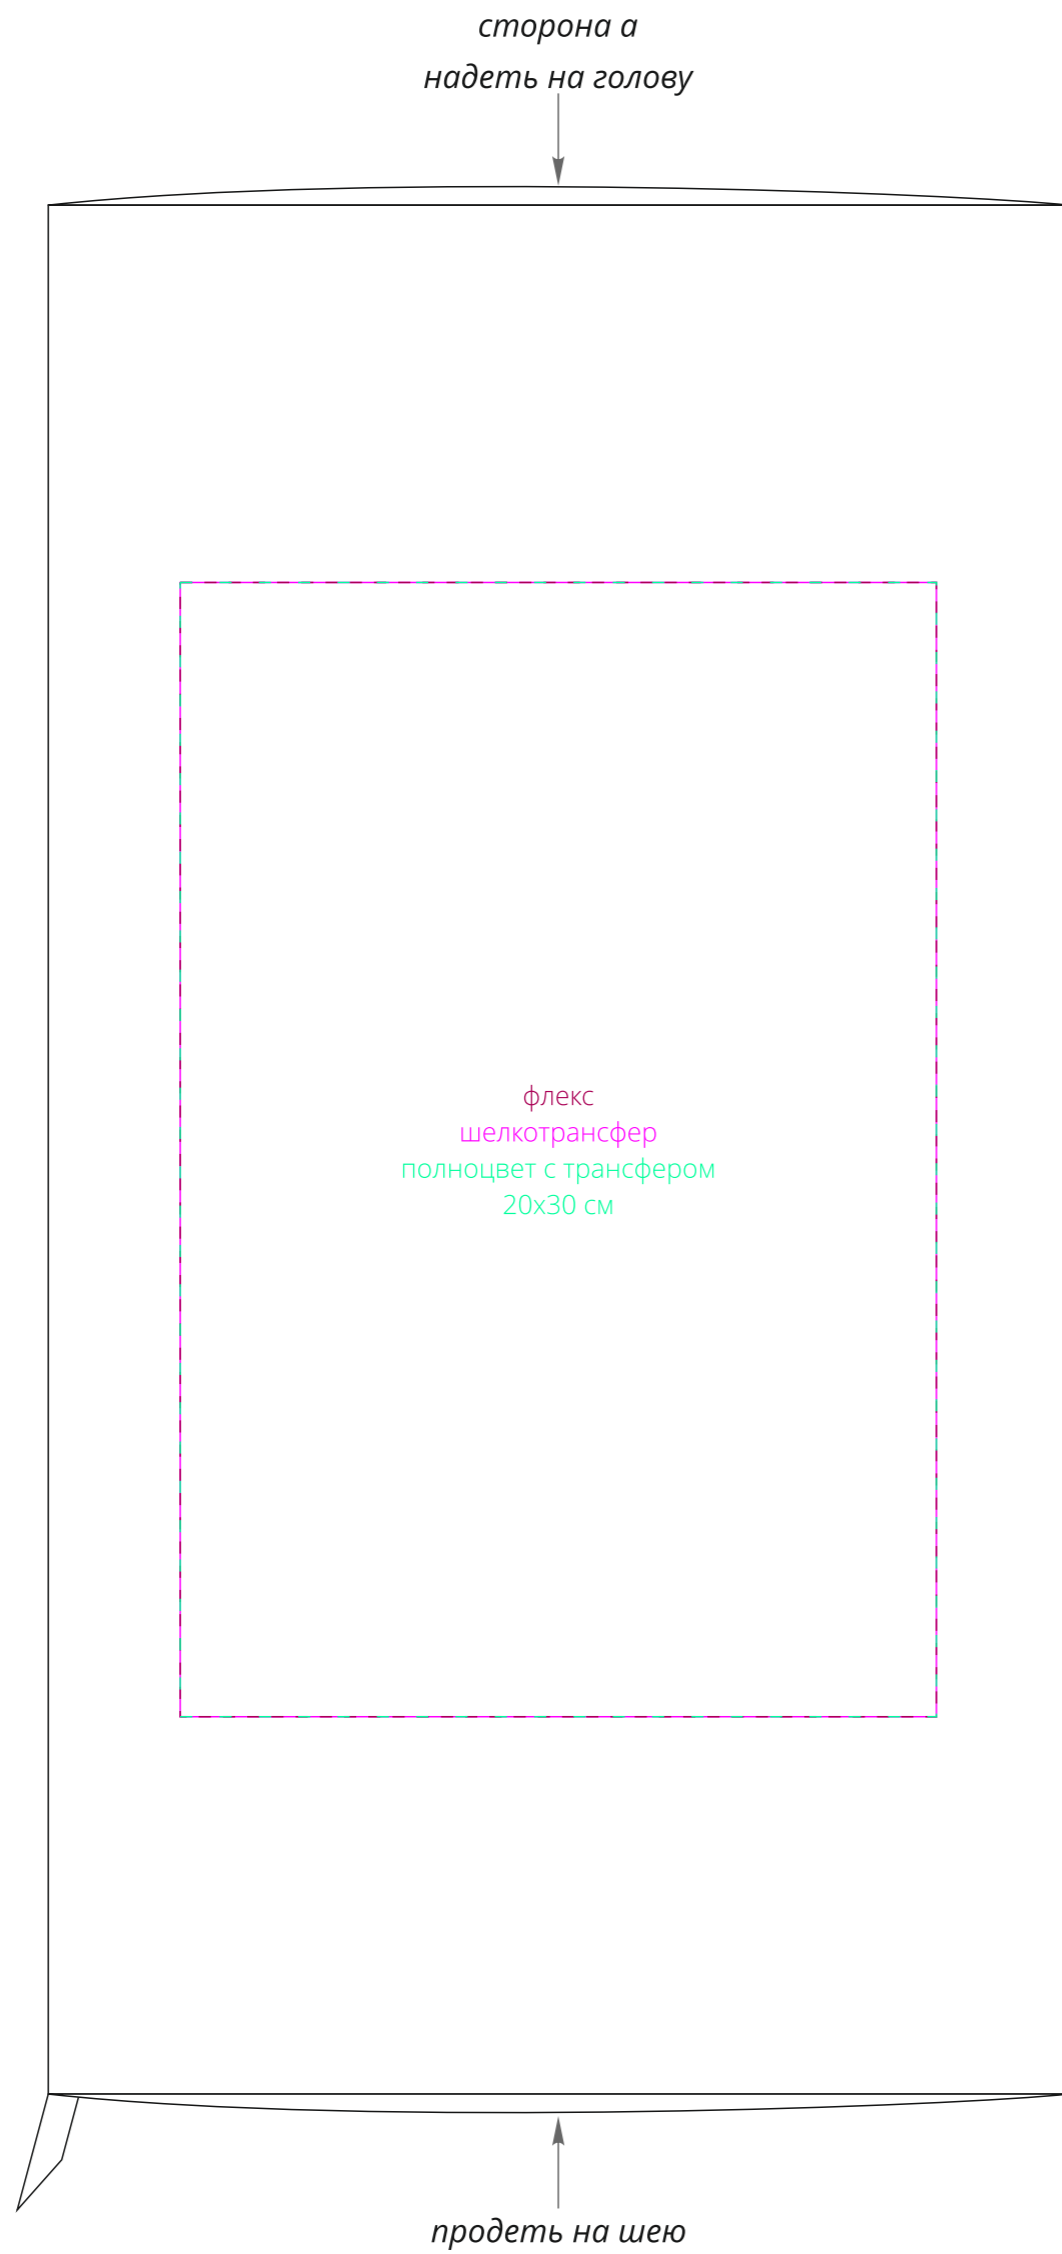 сторона а
надеть на голову
флекс
шелкотрансфер
полноцвет с трансфером
20х30 см
продеть на шею